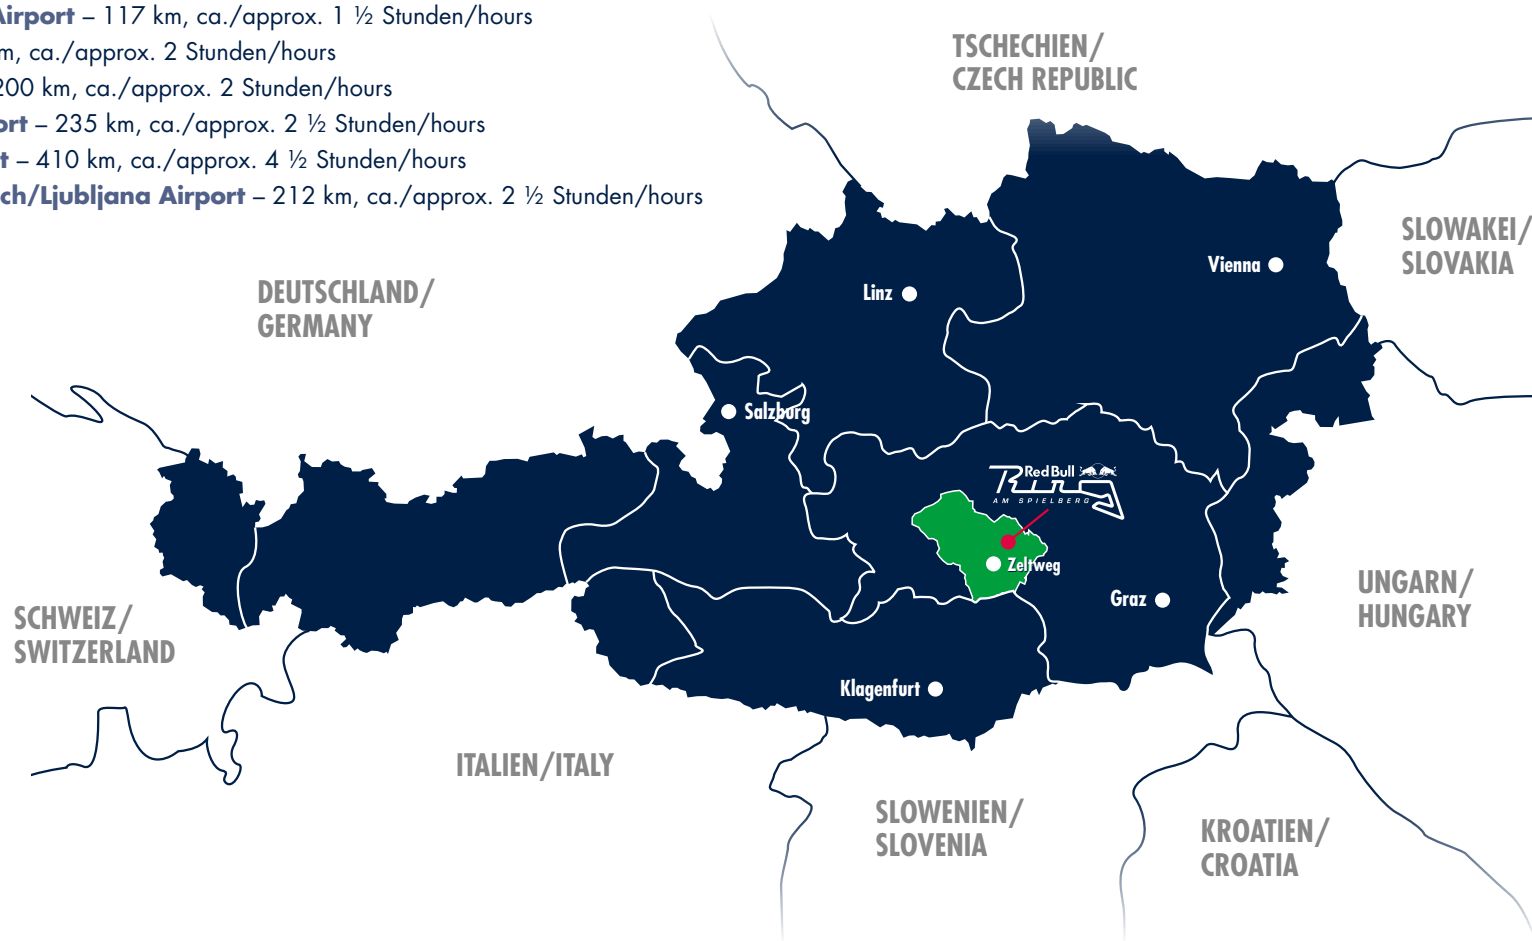 Airport – 117 km, ca./approx. 1 ½ Stunden/hours
m, ca./approx. 2 Stunden/hours
200 km, ca./approx. 2 Stunden/hours
ort – 235 km, ca./approx. 2 ½ Stunden/hours
t – 410 km, ca./approx. 4 ½ Stunden/hours
ch/Ljubljana Airport – 212 km, ca./approx. 2 ½ Stunden/hours
TSCHECHIEN/
CZECH REPUBLIC
SLOWAKEI/
SLOVAKIA
Vienna
Linz
DEUTSCHLAND/
GERMANY
Salzburg
Red Bull
Ring
AM SPIELBERG
Zeltweg
Graz
UNGARN/
HUNGARY
SCHWEIZ/
SWITZERLAND
Klagenfurt
ITALIEN/ITALY
SLOWENIEN/
SLOVENIA
KROATIEN/
CROATIA